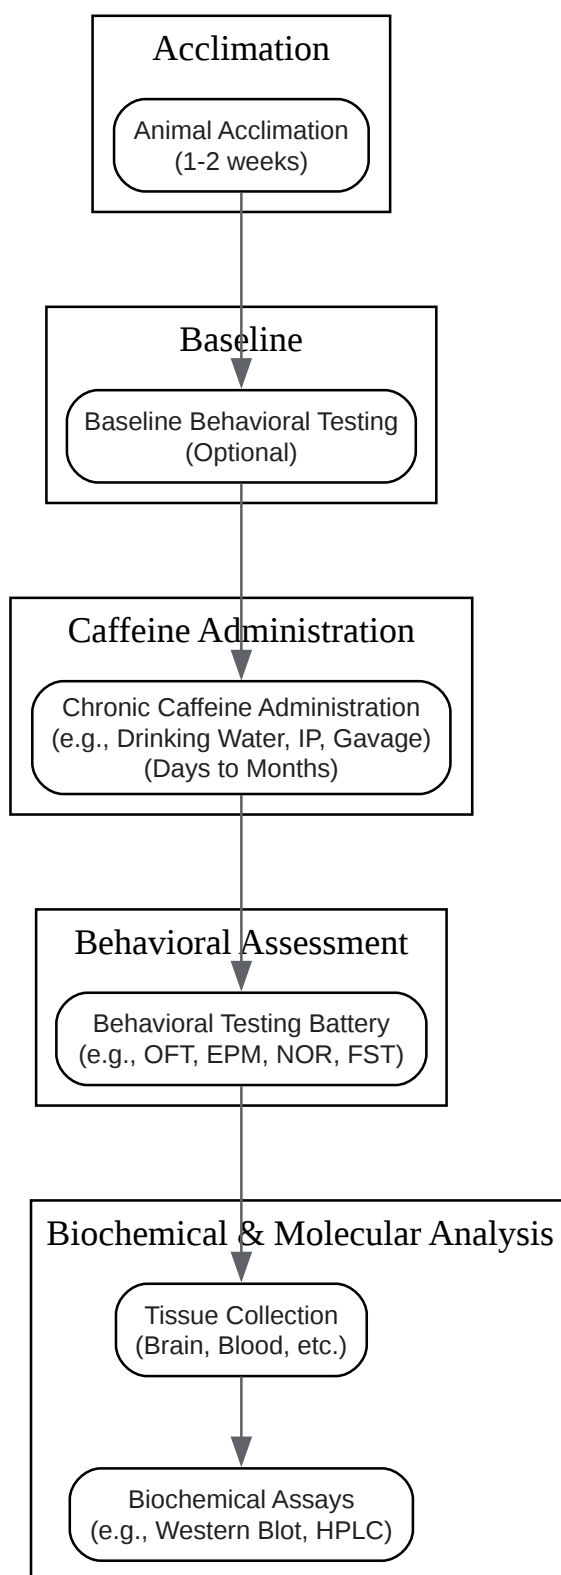 Acclimation
Animal Acclimation
(1-2 weeks)
Baseline
Baseline Behavioral Testing
(Optional)
Caffeine Administration
Chronic Caffeine Administration
(e.g., Drinking Water, IP, Gavage)
(Days to Months)
Behavioral Assessment
Behavioral Testing Battery
(e.g., OFT, EPM, NOR, FST)
Biochemical & Molecular Analysis
Tissue Collection
(Brain, Blood, etc.)
Biochemical Assays
(e.g., Western Blot, HPLC)